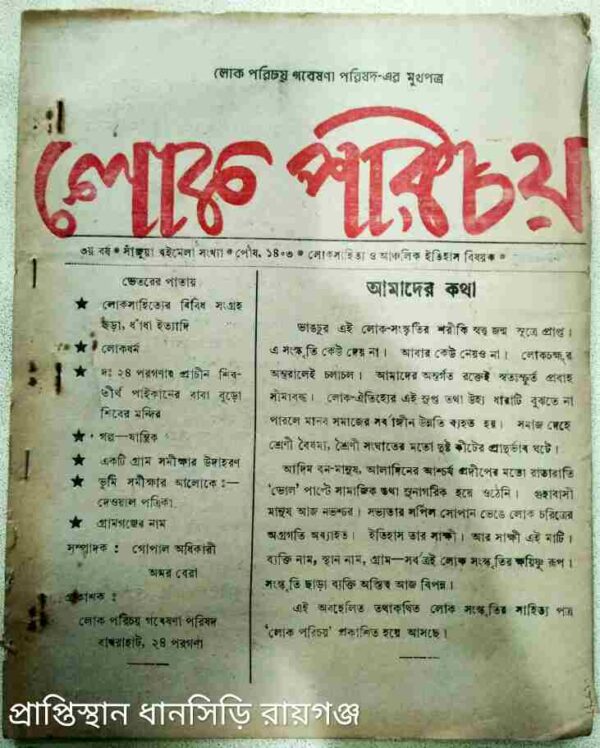 লোক পরিচয় গবেষণা পরিষদ-এর মুখপত্র
লোক পরিচয়
৩য় বর্ষ * সাঁজুয়া বইমেলা সংখ্যা * পৌষ, ১৪০৩ * লোকসাহিত্য ও আঞ্চলিক ইতিহাস বিষয়ক *
ভেতরের পাতায়
★ লোকসাহিত্যের বিবিধ সংগ্রহ
ছড়া, ধাঁধা ইত্যাদি
★ লোকধর্ম
★ দঃ ২৪ পরগণার প্রাচীন শিব-
তীর্থ পাইকানের বাবা বুড়ো
শিবের মন্দির
★ গল্প—যান্ত্রিক
★ একটি গ্রাম সমীক্ষার উদাহরণ
★ ভূমি সমীক্ষার আলোকে :—
দেওয়াল পত্রিকা
★ গ্রামগঞ্জের নাম
সম্পাদক : গোপাল অধিকারী
অমর বেরা
প্রকাশক :
লোক পরিচয় গবেষণা পরিষদ
বাখরাহাট, ২৪ পরগণা
আমাদের কথা
ভাঙচুর এই লোক-সংস্কৃতির শরীকি স্বত্ব জন্ম সূত্রে প্রাপ্ত।
এ সংস্কৃতি কেউ দেয় না। আবার কেউ নেয়ও না। লোকচক্ষুর
অন্তরালেই চলাচল। আমাদের অন্তর্গত রক্তেই স্বতঃস্ফূর্ত প্রবাহ
সীমাবদ্ধ। লোক-ঐতিহ্যের এই সুপ্ত তথা উহ্য ধারাটি বুঝতে না
পারলে মানব সমাজের সর্বাঙ্গীন উন্নতি ব্যহত হয়। সমাজ দেহে
শ্রেণী বৈষম্য, শ্রেণী সংঘাতের মতো দুষ্ট কীটের প্রাদুর্ভাব ঘটে।
আদিম বন-মানুষ, আলাদিনের আশ্চর্য প্রদীপের মতো রাতারাতি
'ভোল' পাল্টে সামাজিক তথা সুনাগরিক হয়ে ওঠেনি। গুহাবাসী
মানুষ আজ নভশ্চর। সভ্যতার সর্পিল সোপান ভেঙে লোক চরিত্রের
অগ্রগতি অব্যাহত। ইতিহাস তার সাক্ষী। আর সাক্ষী এই মাটি।
ব্যক্তি নাম, স্থান নাম, গ্রাম—সর্বত্রই লোক সংস্কৃতির ক্ষয়িষ্ণু রূপ।
সংস্কৃতি ছাড়া ব্যক্তি অস্তিত্ব আজ বিপন্ন।
এই অবহেলিত তথাকথিত লোক সংস্কৃতির সাহিত্য পত্র
'লোক পরিচয়' প্রকাশিত হয়ে আসছে।
প্রাপ্তিস্থান ধানসিড়ি রায়গঞ্জ